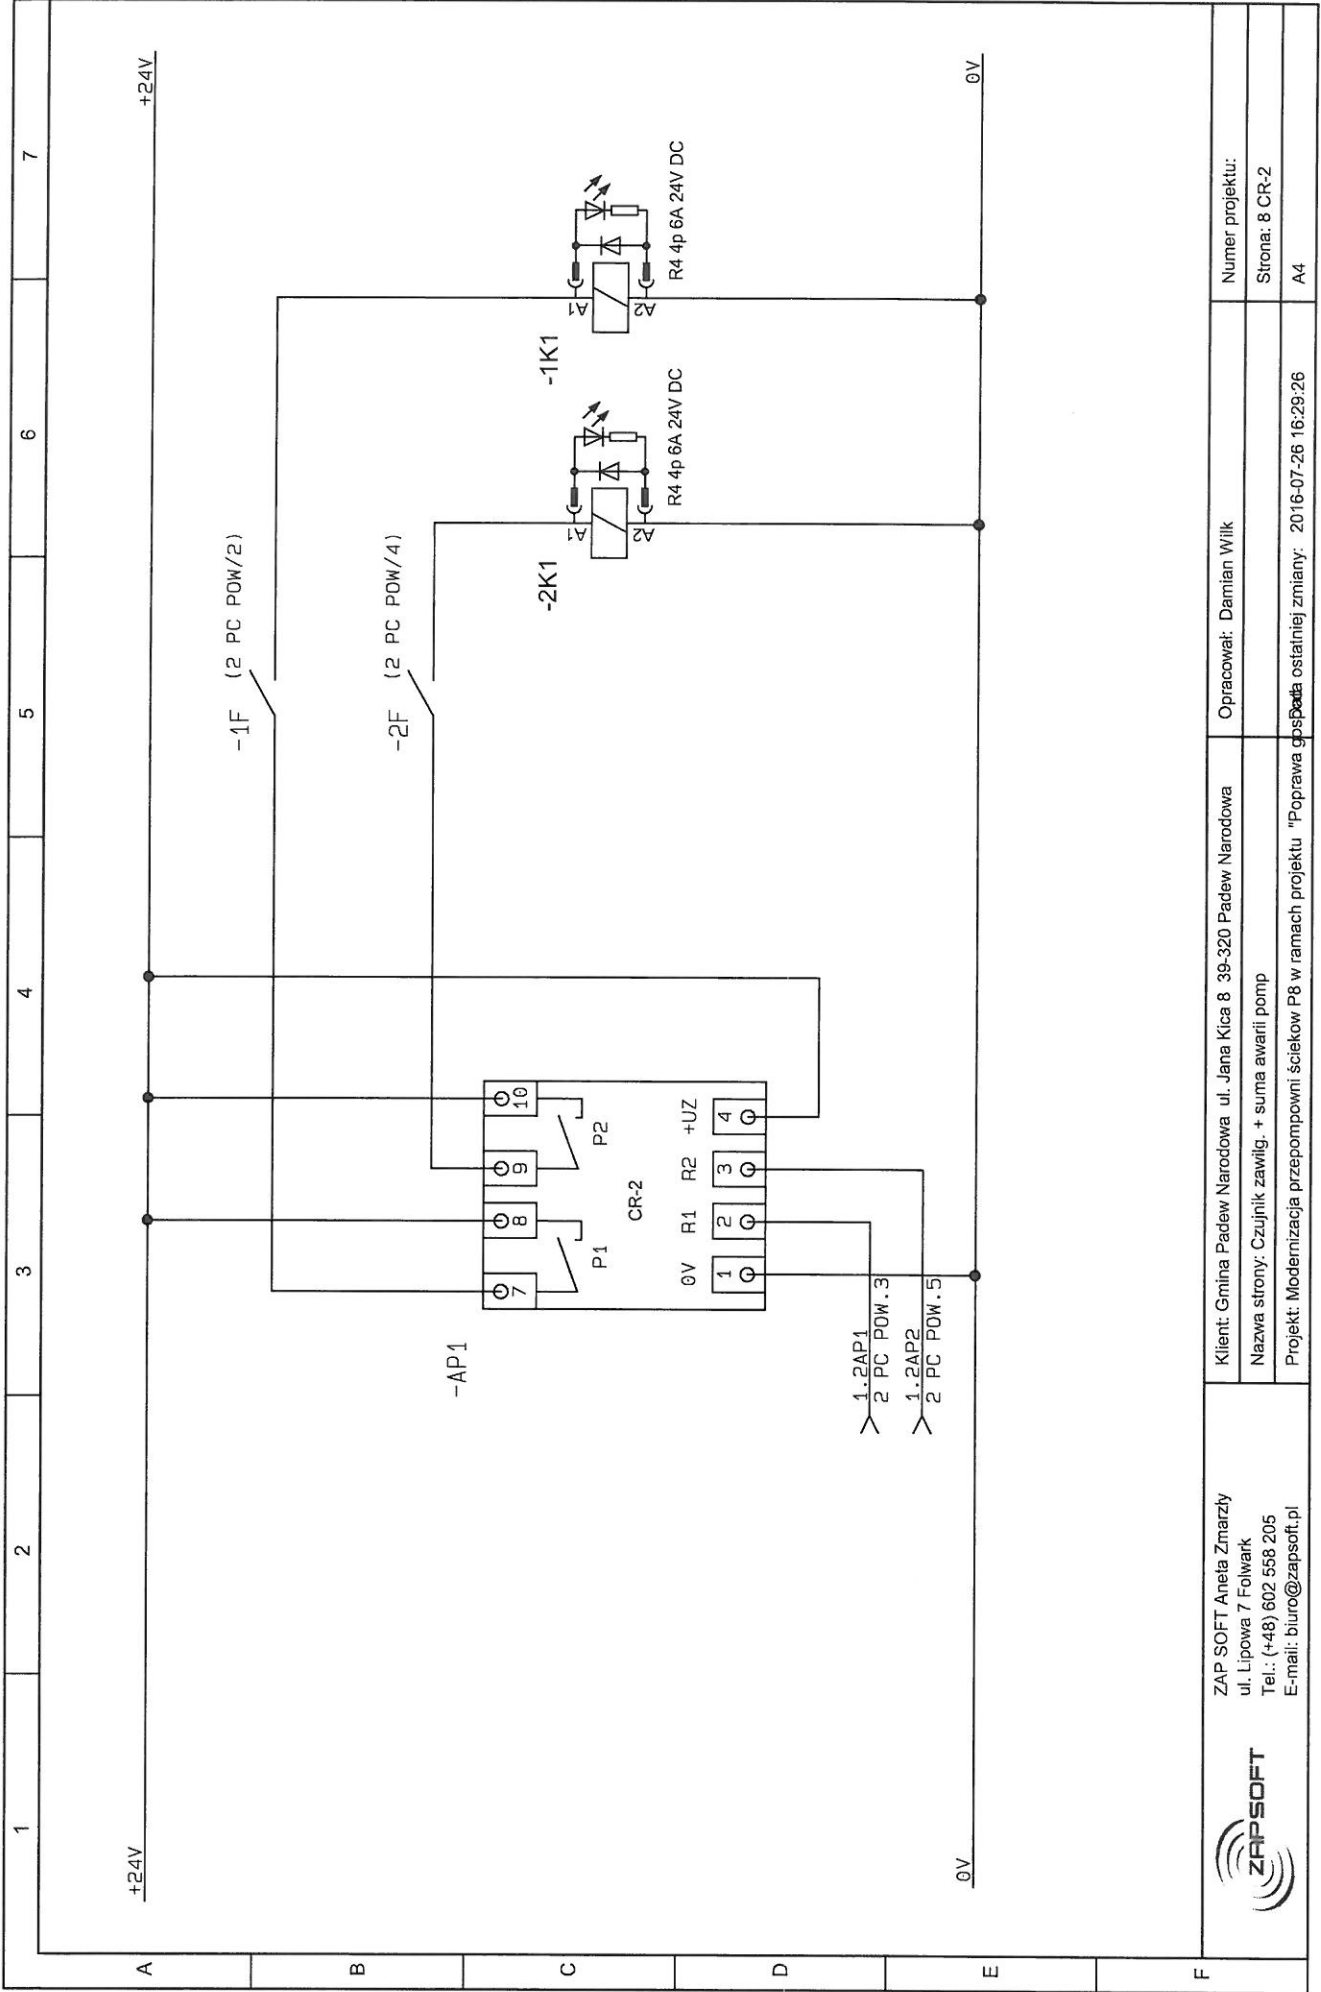 1 2 3 4 5 6 7
A
B
C
D
E
F
+24V +24V
-1F (2 PC POW/2)
-2F (2 PC POW/4)
-AP1
7 8 9 10
P1 P2
CR-2
0V R1 R2 +UZ
1 2 3 4
1.2AP1
2 PC POW.3
1.2AP2
2 PC POW.5
-2K1
A1
A2
R4 4p 6A 24V DC
-1K1
A1
A2
R4 4p 6A 24V DC
0V 0V
ZAPSOFT
ZAP SOFT Aneta Zmarzły
ul. Lipowa 7 Folwark
Tel.: (+48) 602 558 205
E-mail: biuro@zapsoft.pl
Klient: Gmina Padew Narodowa ul. Jana Kica 8 39-320 Padew Narodowa
Opracował: Damian Wilk
Numer projektu:
Nazwa strony: Czujnik zawilg. + suma awarii pomp
Strona: 8 CR-2
Projekt: Modernizacja przepompowni ściekow P8 w ramach projektu "Poprawa
ostatniej zmiany: 2016-07-26 16:29:26
A4